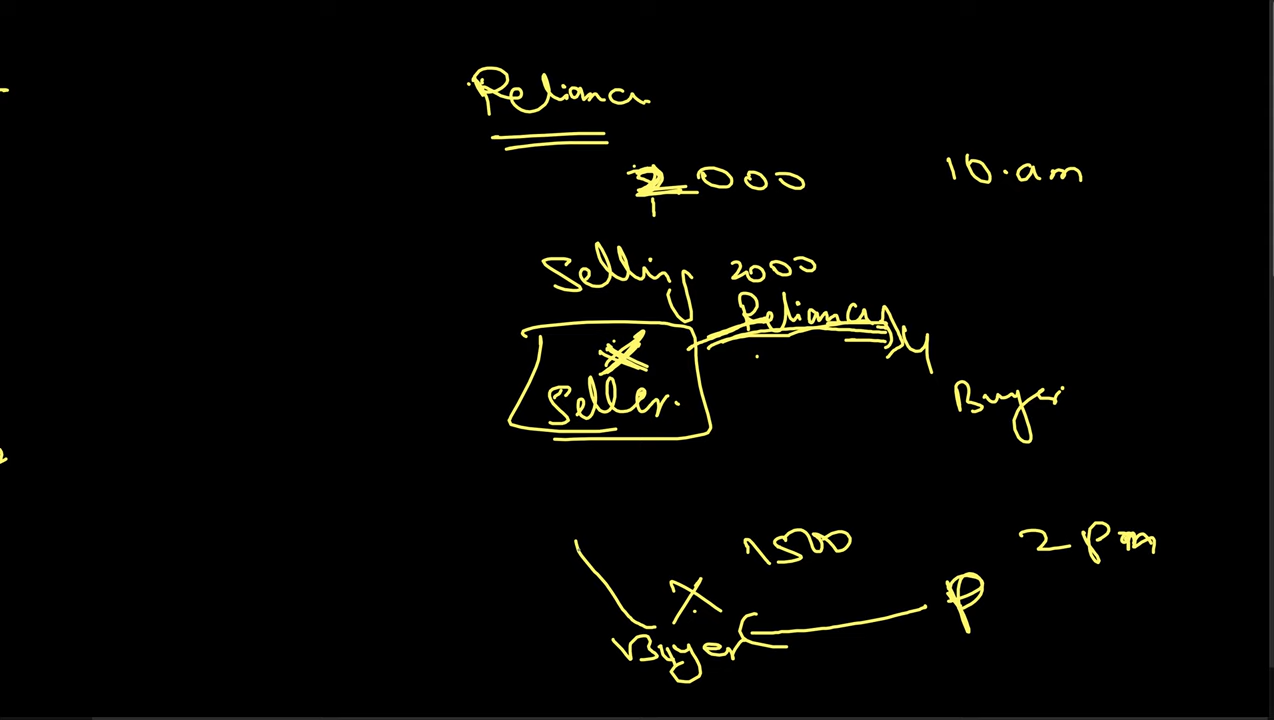 Reliance
2000 10.am
Selling 2000
Reliance
X
Seller.
Buyer
1500 2 pm
X P
Buyer